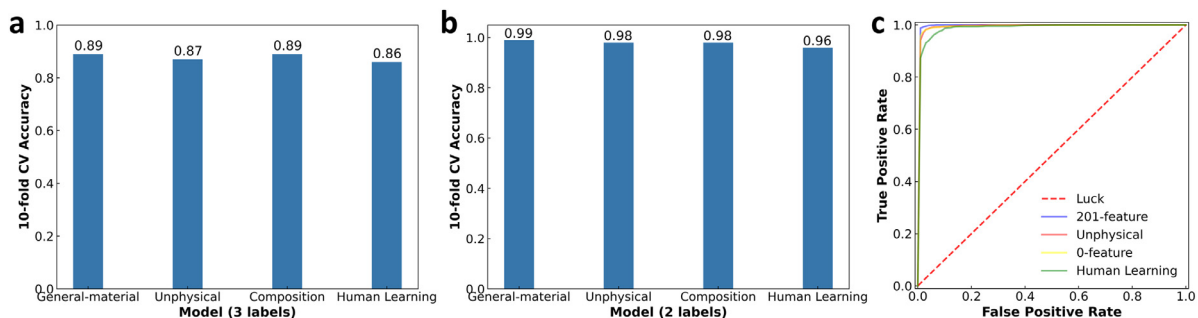 a
10-fold CV Accuracy
1.0
0.8
0.6
0.4
0.2
0.0
0.89
0.87
0.89
0.86
General-material
Unphysical
Composition
Human Learning
Model (3 labels)
b
10-fold CV Accuracy
1.0
0.8
0.6
0.4
0.2
0.0
0.99
0.98
0.98
0.96
General-material
Unphysical
Composition
Human Learning
Model (2 labels)
c
True Positive Rate
1.0
0.8
0.6
0.4
0.2
0.0
Luck
201-feature
Unphysical
0-feature
Human Learning
0.0
0.2
0.4
0.6
0.8
1.0
False Positive Rate